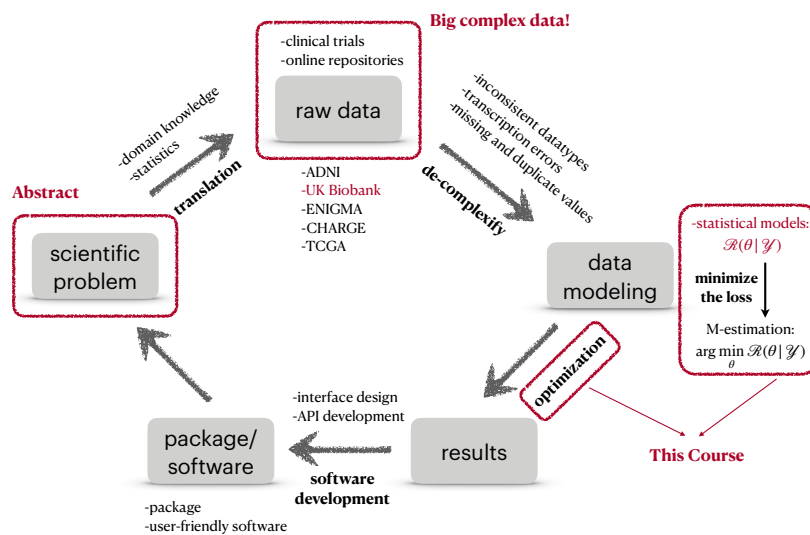 Big complex data!
-clinical trials
-online repositories
raw data
-domain knowledge
-statistics
translation
-inconsistent datatypes
-transcription errors
-missing and duplicate values
de-complexify
-ADNI
-UK Biobank
-ENIGMA
-CHARGE
-TCGA
Abstract
scientific
problem
data
modeling
-statistical models:
ℛ(θ|𝒴)
minimize
the loss
M-estimation:
arg min ℛ(θ|𝒴)
θ
optimization
-interface design
-API development
package/
software
results
software
development
This Course
-package
-user-friendly software